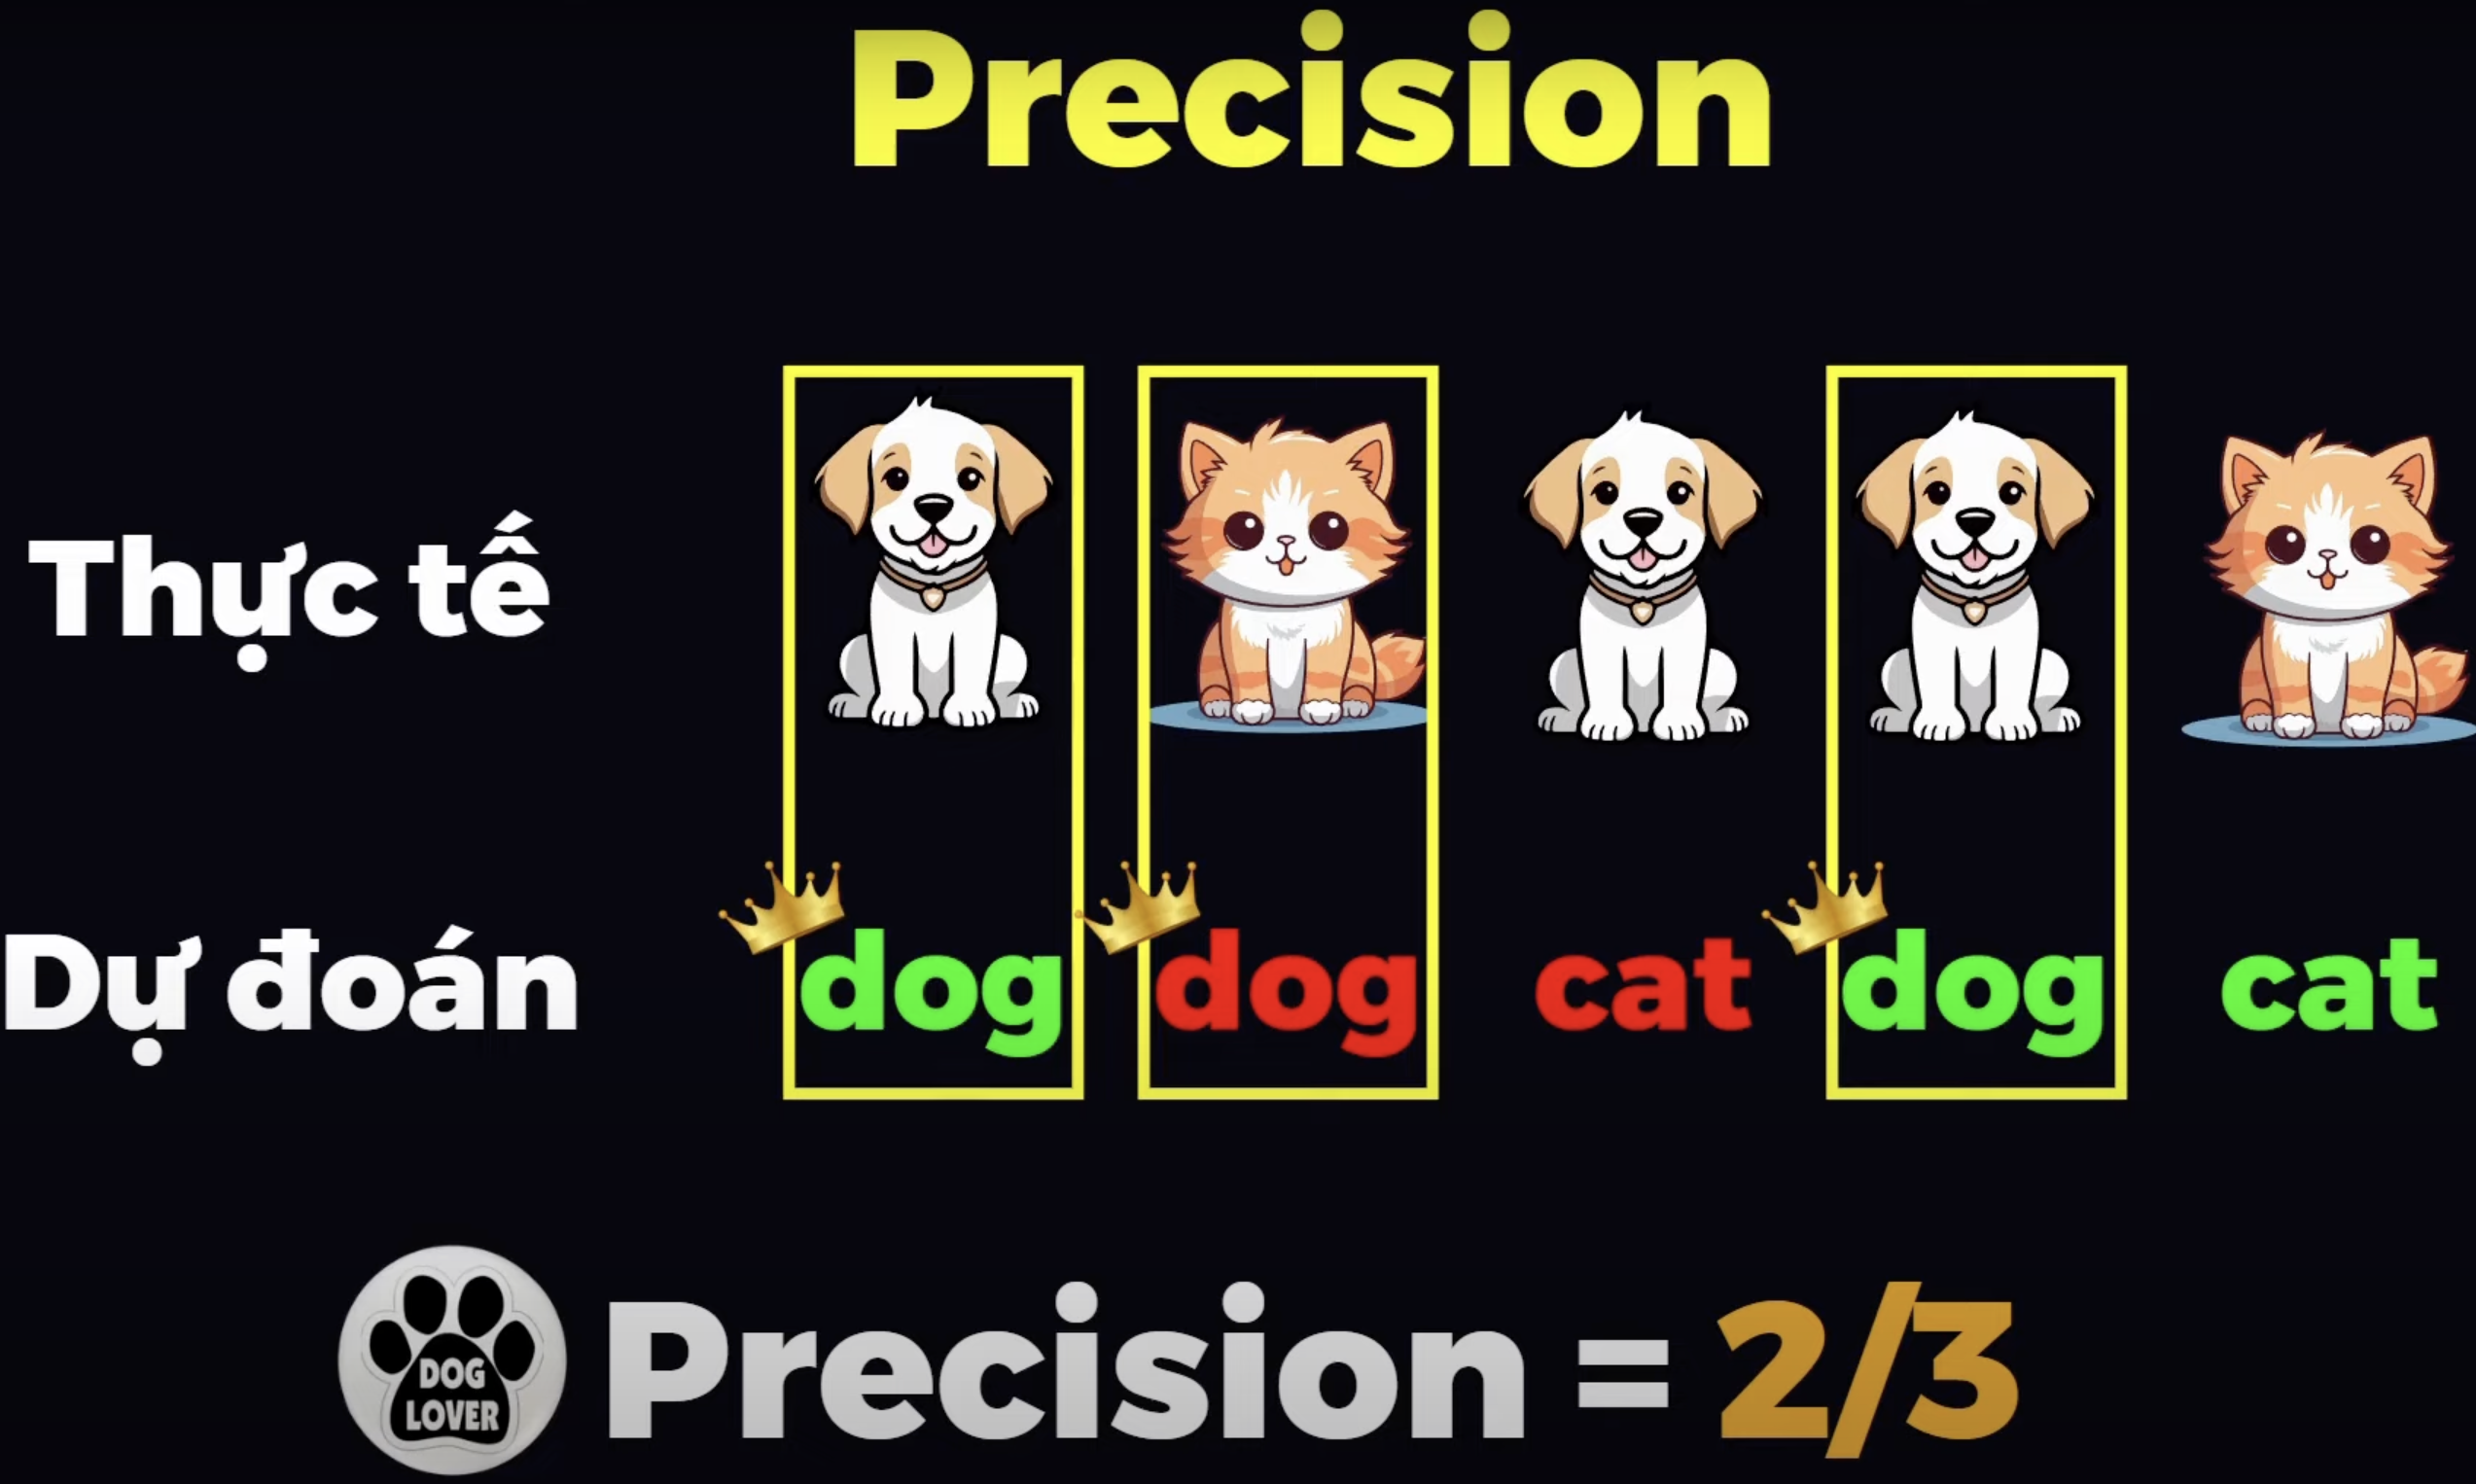 Precision
Thực tế
Dự đoán
dog dog cat dog cat
DOG
LOVER
Precision = 2/3